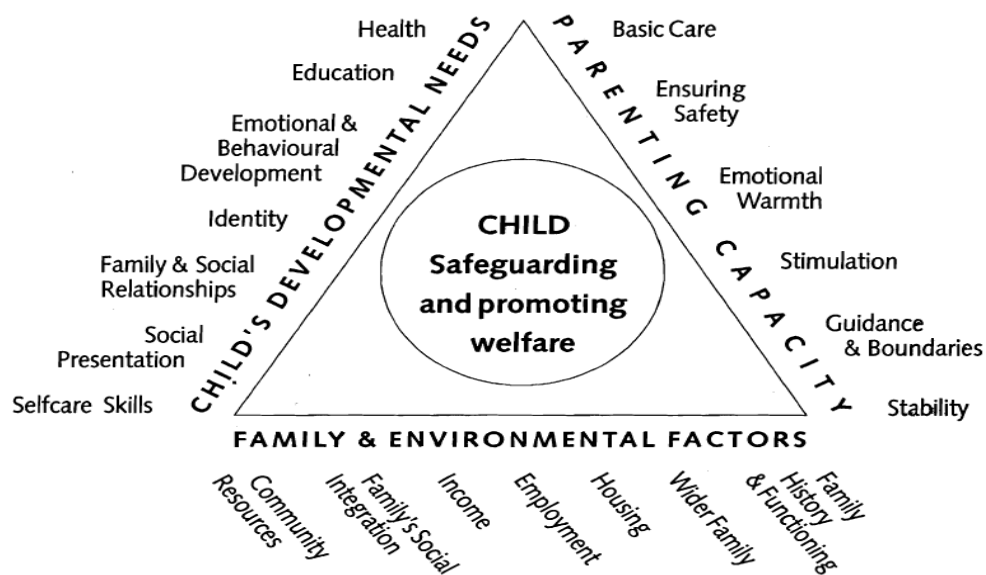 Health
Education
Emotional &
Behavioural
Development
Identity
Family & Social
Relationships
Social
Presentation
Selfcare Skills
CHILD'S DEVELOPMENTAL NEEDS
PARENTING CAPACITY
Basic Care
Ensuring
Safety
Emotional
Warmth
Stimulation
Guidance
& Boundaries
Stability
CHILD
Safeguarding
and promoting
welfare
FAMILY & ENVIRONMENTAL FACTORS
Community
Resources
Family's Social
Integration
Income
Employment
Housing
Wider Family
Family
History
& Functioning